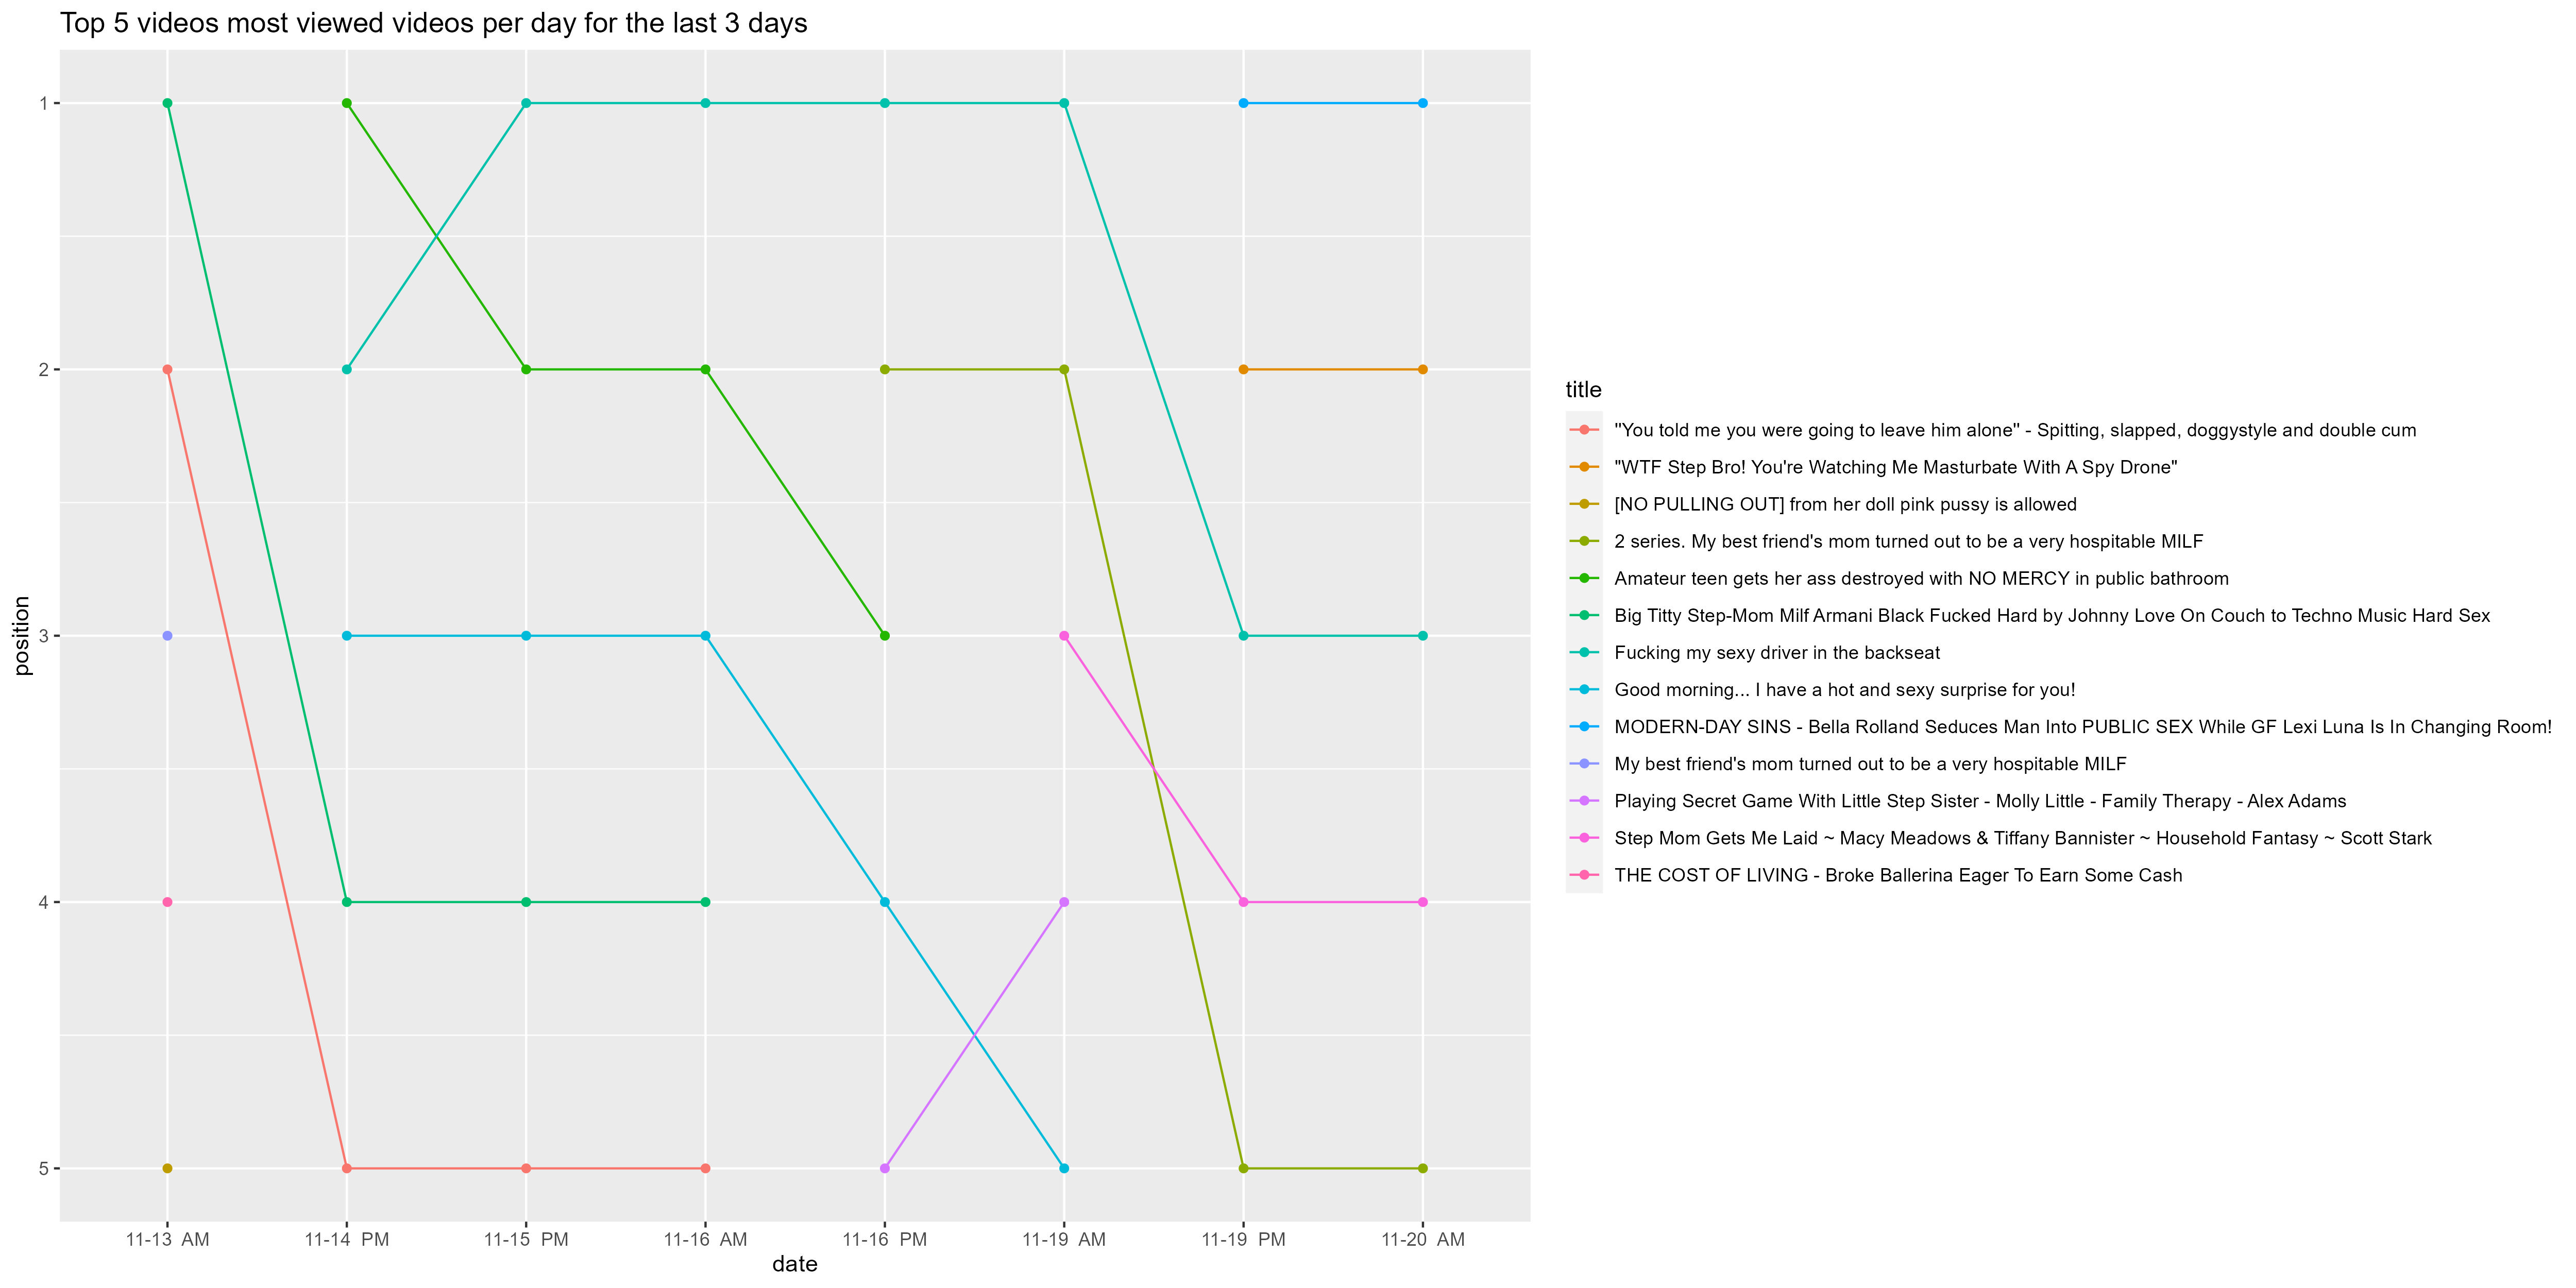 Top 5 videos most viewed videos per day for the last 3 days
1
2
3
4
5
position
11-13 AM
11-14 PM
11-15 PM
11-16 AM
11-16 PM
11-19 AM
11-19 PM
11-20 AM
date
title
"You told me you were going to leave him alone" - Spitting, slapped, doggystyle and double cum
"WTF Step Bro! You're Watching Me Masturbate With A Spy Drone"
[NO PULLING OUT] from her doll pink pussy is allowed
2 series. My best friend's mom turned out to be a very hospitable MILF
Amateur teen gets her ass destroyed with NO MERCY in public bathroom
Big Titty Step-Mom Milf Armani Black Fucked Hard by Johnny Love On Couch to Techno Music Hard Sex
Fucking my sexy driver in the backseat
Good morning... I have a hot and sexy surprise for you!
MODERN-DAY SINS - Bella Rolland Seduces Man Into PUBLIC SEX While GF Lexi Luna Is In Changing Room!
My best friend's mom turned out to be a very hospitable MILF
Playing Secret Game With Little Step Sister - Molly Little - Family Therapy - Alex Adams
Step Mom Gets Me Laid ~ Macy Meadows & Tiffany Bannister ~ Household Fantasy ~ Scott Stark
THE COST OF LIVING - Broke Ballerina Eager To Earn Some Cash